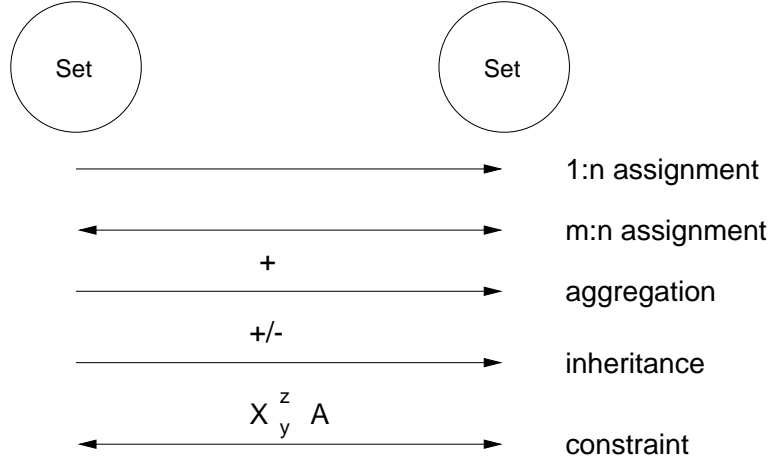 Set Set
1:n assignment
m:n assignment
+
aggregation
+/-
inheritance
X z y A
constraint